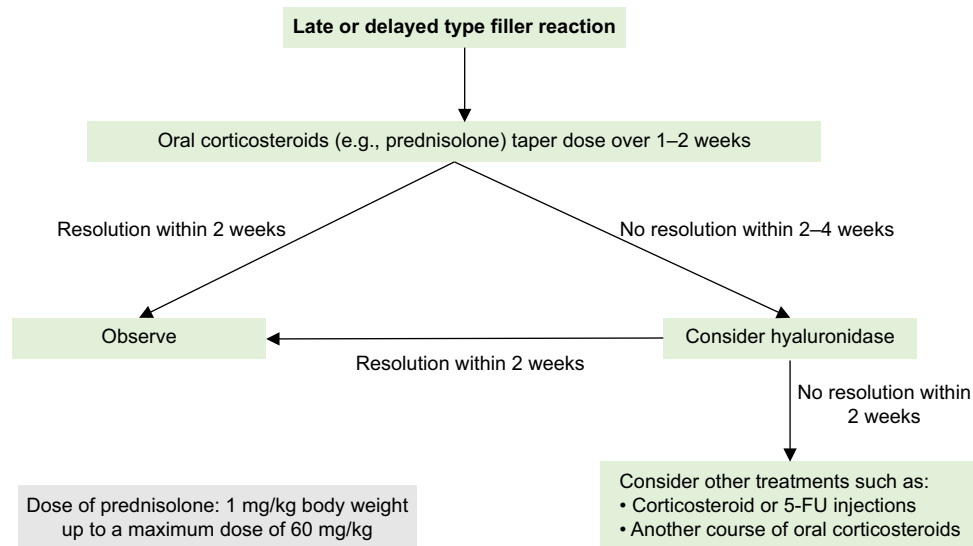 Late or delayed type filler reaction
Oral corticosteroids (e.g., prednisolone) taper dose over 1–2 weeks
Resolution within 2 weeks
No resolution within 2–4 weeks
Observe
Consider hyaluronidase
Resolution within 2 weeks
No resolution within
2 weeks
Consider other treatments such as:
• Corticosteroid or 5-FU injections
• Another course of oral corticosteroids
Dose of prednisolone: 1 mg/kg body weight
up to a maximum dose of 60 mg/kg